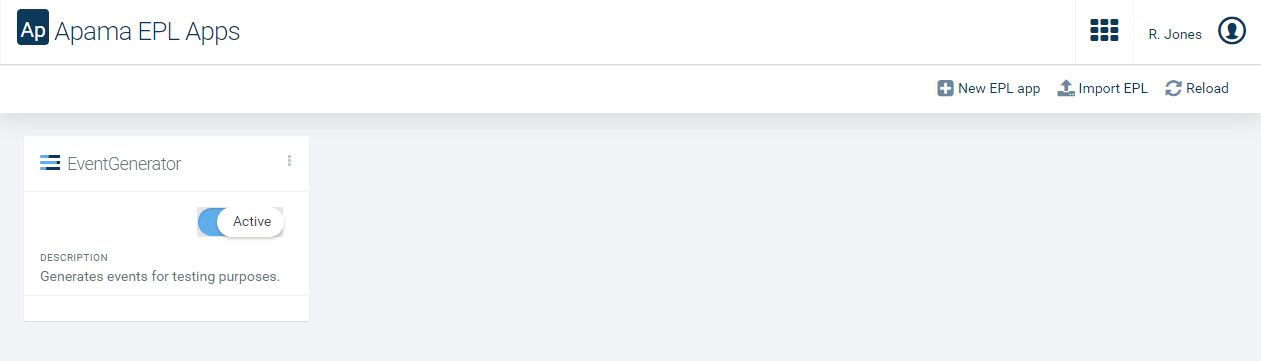 Ap Apama EPL Apps
R. Jones
New EPL app Import EPL Reload
EventGenerator
Active
DESCRIPTION
Generates events for testing purposes.